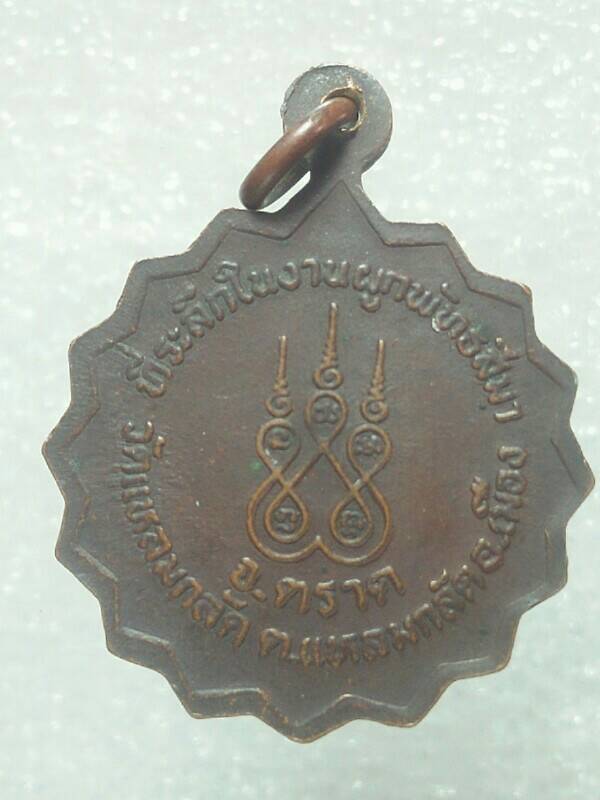 ที่ระลึกในงานผูกพัทธสีมา
วัดแหลมกลัด ต.แหลมกลัด อ.เมือง
จ.ตราด